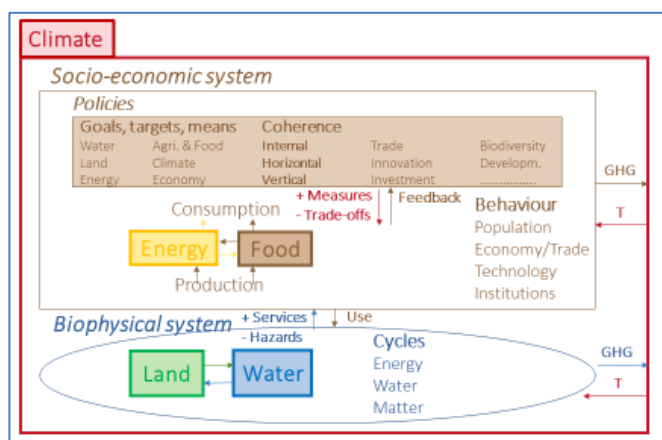 Climate
Socio-economic system
Policies
Goals, targets, means Coherence
Water Agri. & Food Internal Trade Biodiversity
Land Climate Horizontal Innovation Developm.
Energy Economy Vertical Investment ..................
GHG
Consumption
+ Measures
- Trade-offs
Feedback
T
Behaviour
Population
Economy/Trade
Technology
Institutions
Energy Food
Production
Biophysical system
+ Services
- Hazards
Use
Cycles
Energy
Water
Matter
Land Water
GHG
T